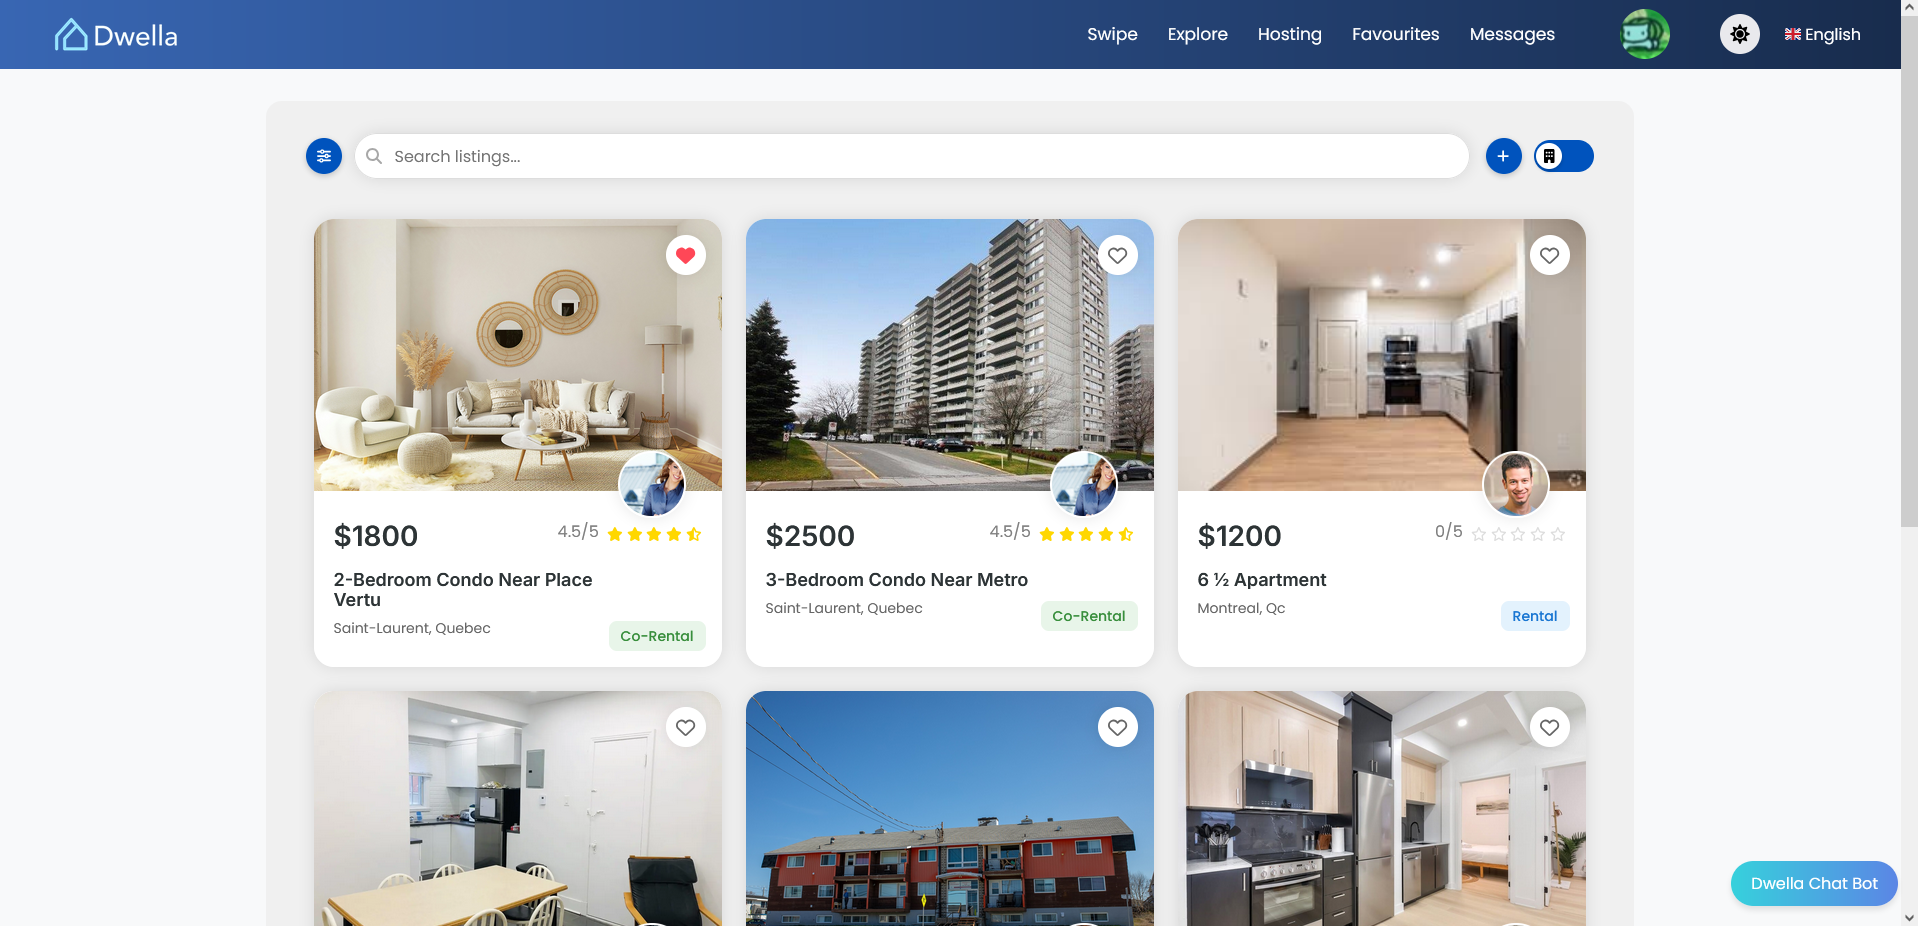 Dwella
Swipe
Explore
Hosting
Favourites
Messages
English
Search listings...
$1800
4.5/5
2-Bedroom Condo Near Place
Vertu
Saint-Laurent, Quebec
Co-Rental
$2500
4.5/5
3-Bedroom Condo Near Metro
Saint-Laurent, Quebec
Co-Rental
$1200
0/5
6 ½ Apartment
Montreal, Qc
Rental
Dwella Chat Bot